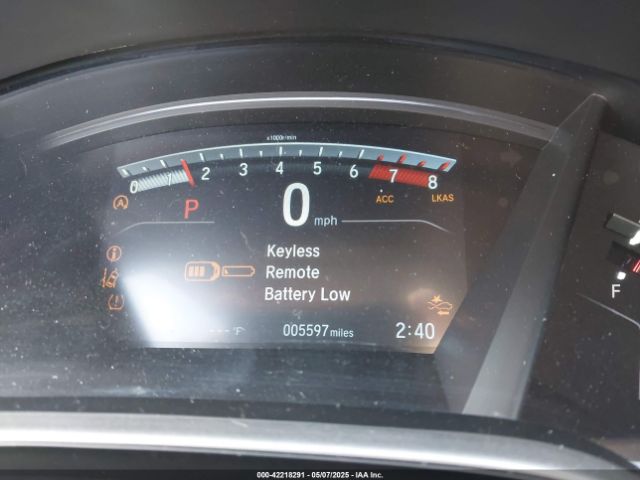 x1000r/min
0 1 2 3 4 5 6 7 8
A
P 0 mph ACC LKAS
Keyless
Remote
Battery Low
--- °F 005597 miles 2:40
F
000-42218291 - 05/07/2025 - IAA Inc.